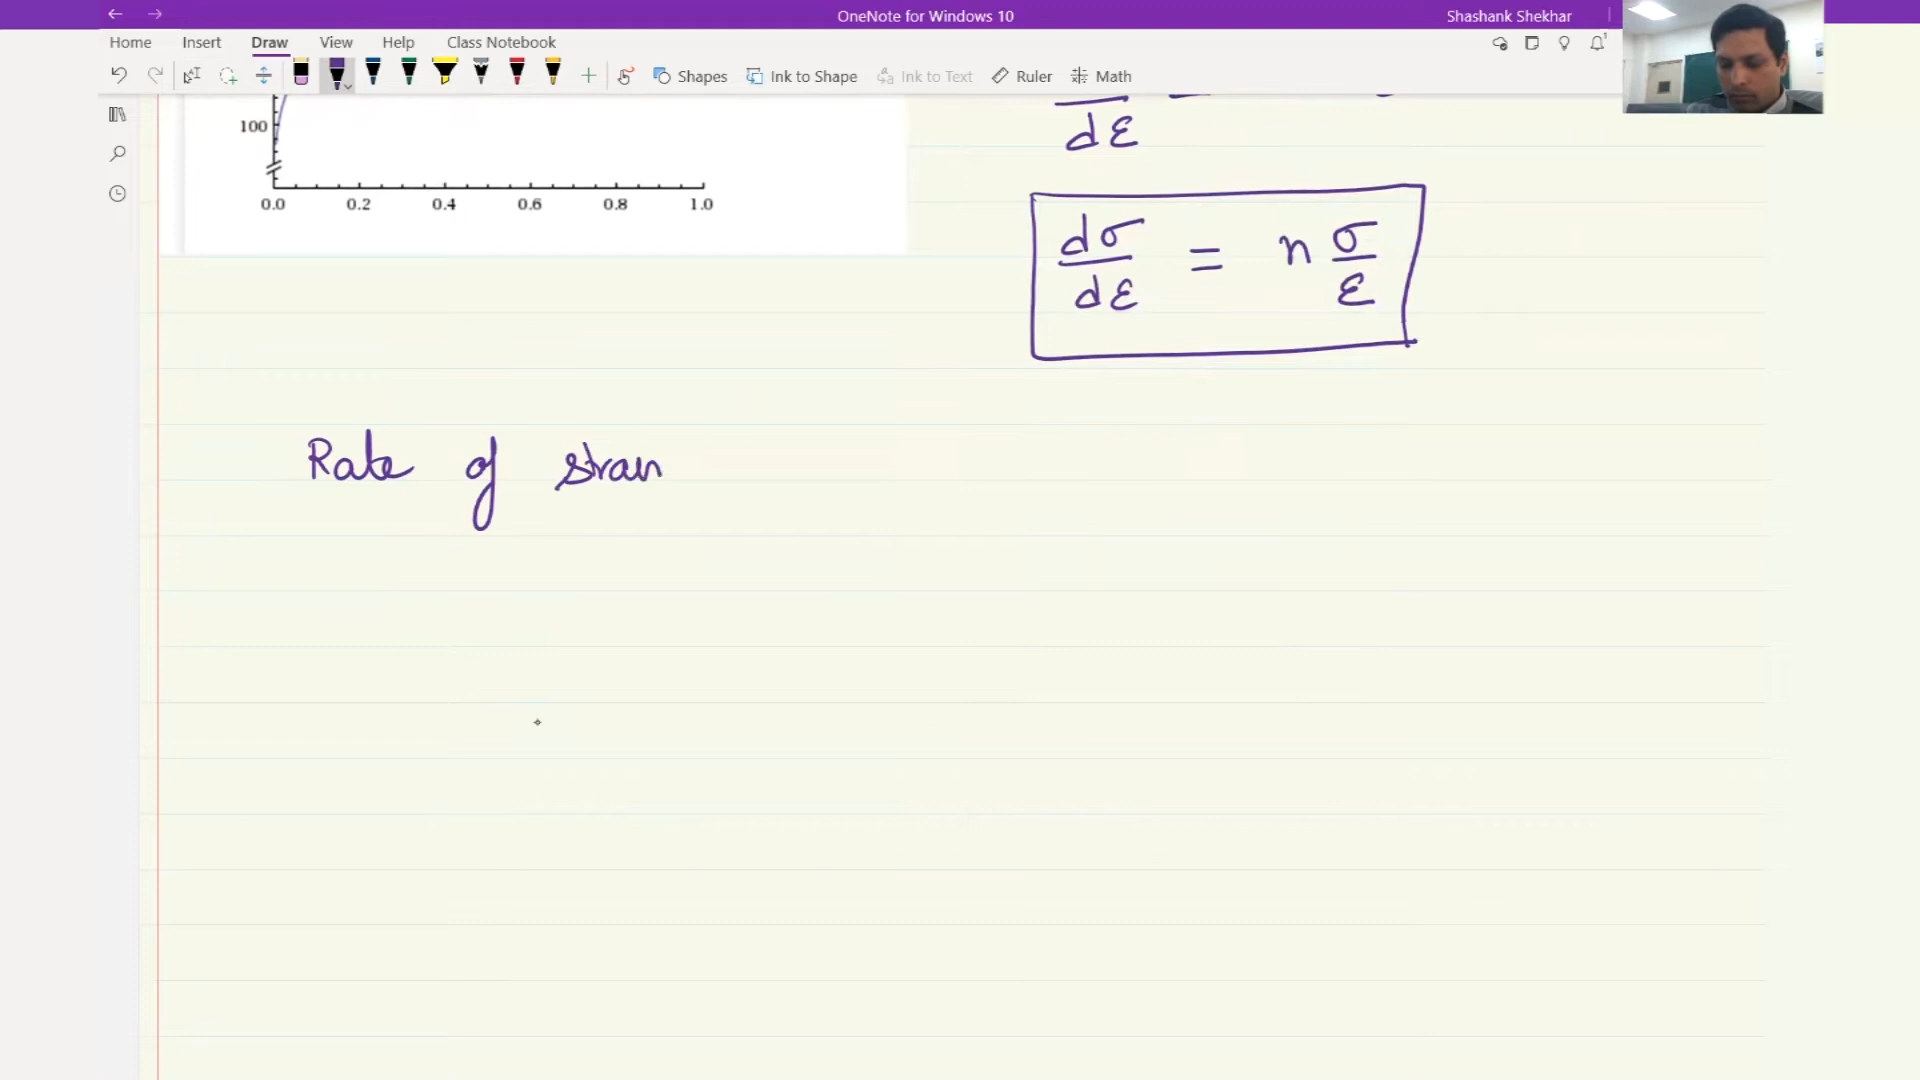 OneNote for Windows 10
Shashank Shekhar
Home Insert Draw View Help Class Notebook
Shapes Ink to Shape Ink to Text Ruler Math
100
0.0 0.2 0.4 0.6 0.8 1.0
dε
dσ/dε = n σ/ε
Rate of strain